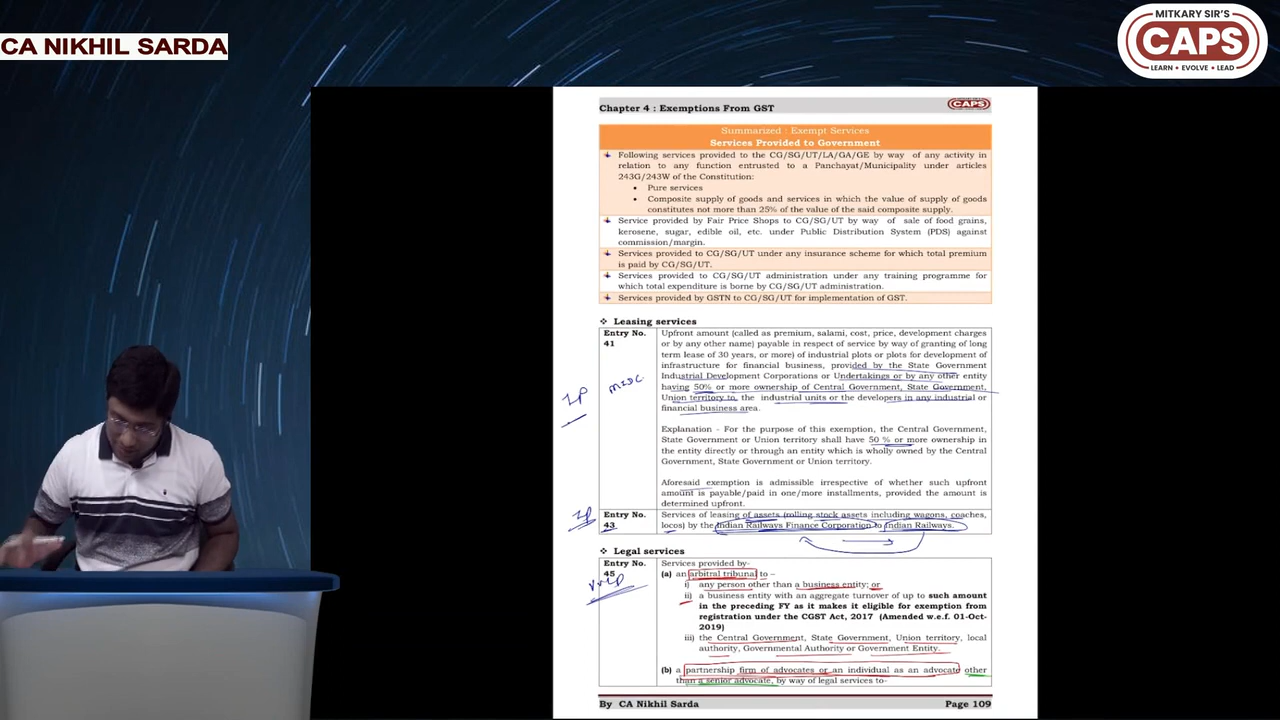 CA NIKHIL SARDA
MITKARY SIR'S
CAPS
LEARN • EVOLVE • LEAD
Chapter 4 : Exemptions From GST
CAPS
Summarized : Exempt Services
Services Provided to Government
Following services provided to the CG/SG/UT/LA/GA/GE by way of any activity in
relation to any function entrusted to a Panchayat/Municipality under articles
243G/243W of the Constitution:
• Pure services
• Composite supply of goods and services in which the value of supply of goods
constitutes not more than 25% of the value of the said composite supply.
Service provided by Fair Price Shops to CG/SG/UT by way of sale of food grains,
kerosene, sugar, edible oil, etc. under Public Distribution System (PDS) against
commission/margin.
Services provided to CG/SG/UT under any insurance scheme for which total premium
is paid by CG/SG/UT.
Services provided to CG/SG/UT administration under any training programme for
which total expenditure is borne by CG/SG/UT administration.
Services provided by GSTN to CG/SG/UT for implementation of GST.
❖ Leasing services
Entry No.
41
Upfront amount (called as premium, salami, cost, price, development charges
or by any other name) payable in respect of service by way of granting of long
term lease of 30 years, or more) of industrial plots or plots for development of
infrastructure for financial business, provided by the State Government
Industrial Development Corporations or Undertakings or by any other entity
having 50% or more ownership of Central Government, State Government,
Union territory to the industrial units or the developers in any industrial or
financial business area.
IP
MIDC
Explanation - For the purpose of this exemption, the Central Government,
State Government or Union territory shall have 50 % or more ownership in
the entity directly or through an entity which is wholly owned by the Central
Government, State Government or Union territory.
Aforesaid exemption is admissible irrespective of whether such upfront
amount is payable/paid in one/more installments, provided the amount is
determined upfront.
IP
Entry No.
43
Services of leasing of assets (rolling stock assets including wagons, coaches,
locos) by the Indian Railways Finance Corporation to Indian Railways.
❖ Legal services
Entry No.
45
VVIP
Services provided by-
(a) an arbitral tribunal to –
i) any person other than a business entity; or
ii) a business entity with an aggregate turnover of up to such amount
in the preceding FY as it makes it eligible for exemption from
registration under the CGST Act, 2017 (Amended w.e.f. 01-Oct-
2019)
iii) the Central Government, State Government, Union territory, local
authority, Governmental Authority or Government Entity.
(b) a partnership firm of advocates or an individual as an advocate other
than a senior advocate, by way of legal services to-
By CA Nikhil Sarda
Page 109